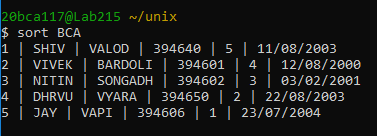 20bca117@Lab215 ~/unix
$ sort BCA
1 | SHIV | VALOD | 394640 | 5 | 11/08/2003
2 | VIVEK | BARDOLI | 394601 | 4 | 12/08/2000
3 | NITIN | SONGADH | 394602 | 3 | 03/02/2001
4 | DHRVU | VYARA | 394650 | 2 | 22/08/2003
5 | JAY | VAPI | 394606 | 1 | 23/07/2004